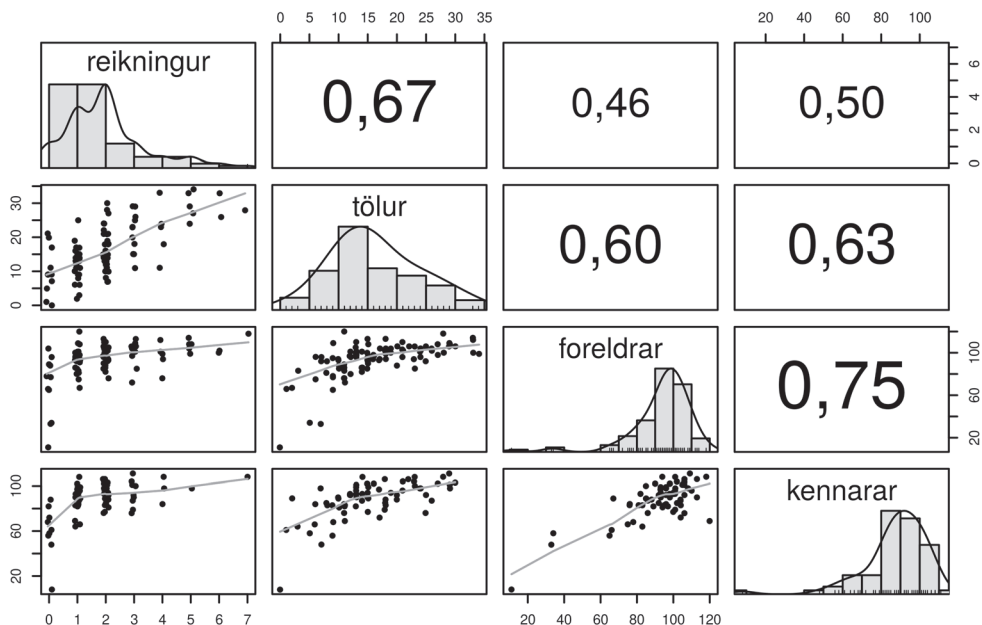 0 5 10 15 20 25 30 35 20 40 60 80 100
reikningur 0,67 0,46 0,50 0 2 4 6
0 10 20 30 tölur 0,60 0,63
foreldrar 0,75 20 60 100
20 60 100 kennarar
0 1 2 3 4 5 6 7 20 40 60 80 100 120